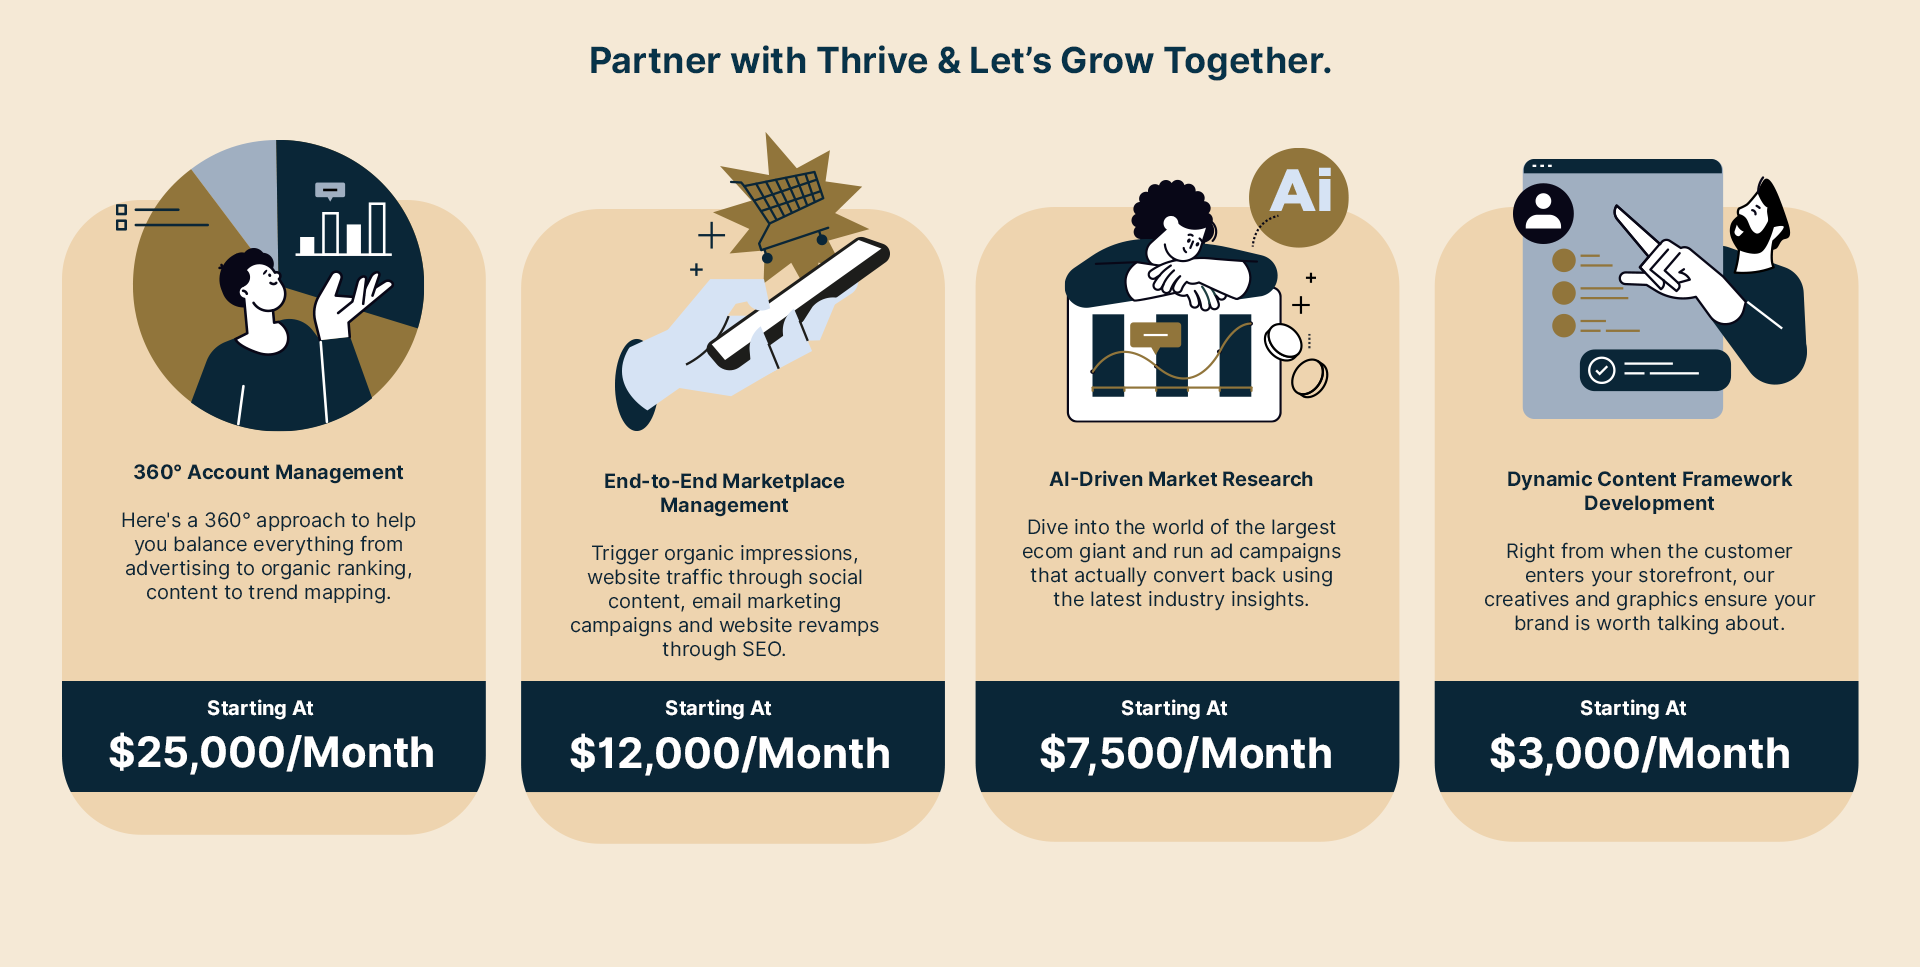 Partner with Thrive & Let’s Grow Together.
Ai
360° Account Management
Here's a 360° approach to help
you balance everything from
advertising to organic ranking,
content to trend mapping.
Starting At
$25,000/Month
End-to-End Marketplace
Management
Trigger organic impressions,
website traffic through social
content, email marketing
campaigns and website revamps
through SEO.
Starting At
$12,000/Month
AI-Driven Market Research
Dive into the world of the largest
ecom giant and run ad campaigns
that actually convert back using
the latest industry insights.
Starting At
$7,500/Month
Dynamic Content Framework
Development
Right from when the customer
enters your storefront, our
creatives and graphics ensure your
brand is worth talking about.
Starting At
$3,000/Month